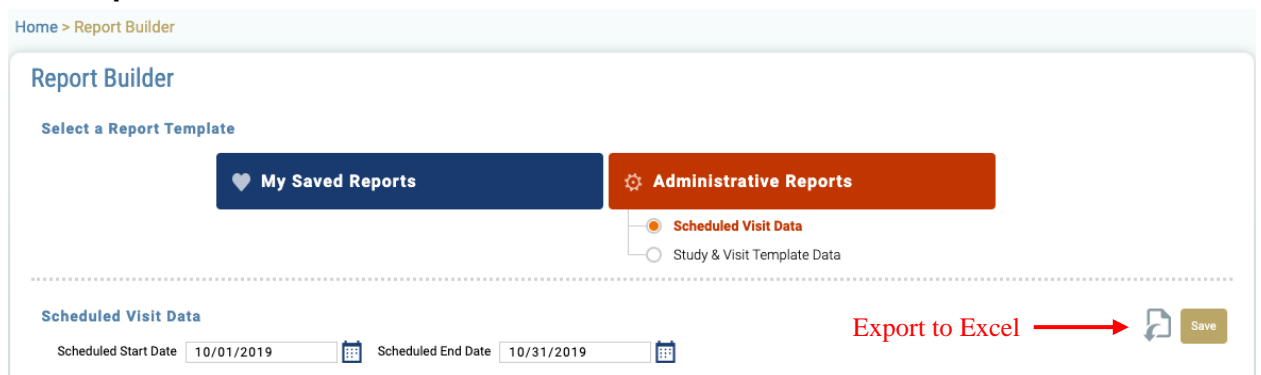 Home > Report Builder
Report Builder
Select a Report Template
My Saved Reports
Administrative Reports
Scheduled Visit Data
Study & Visit Template Data
Scheduled Visit Data
Export to Excel
Save
Scheduled Start Date 10/01/2019 Scheduled End Date 10/31/2019